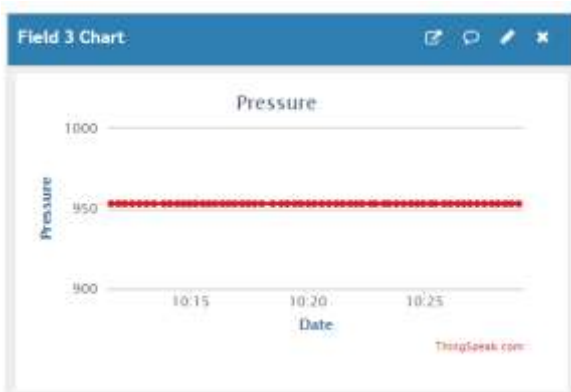 Field 3 Chart
Pressure
1000
950
900
Pressure
10:15 10:20 10:25
Date
ThingSpeak.com